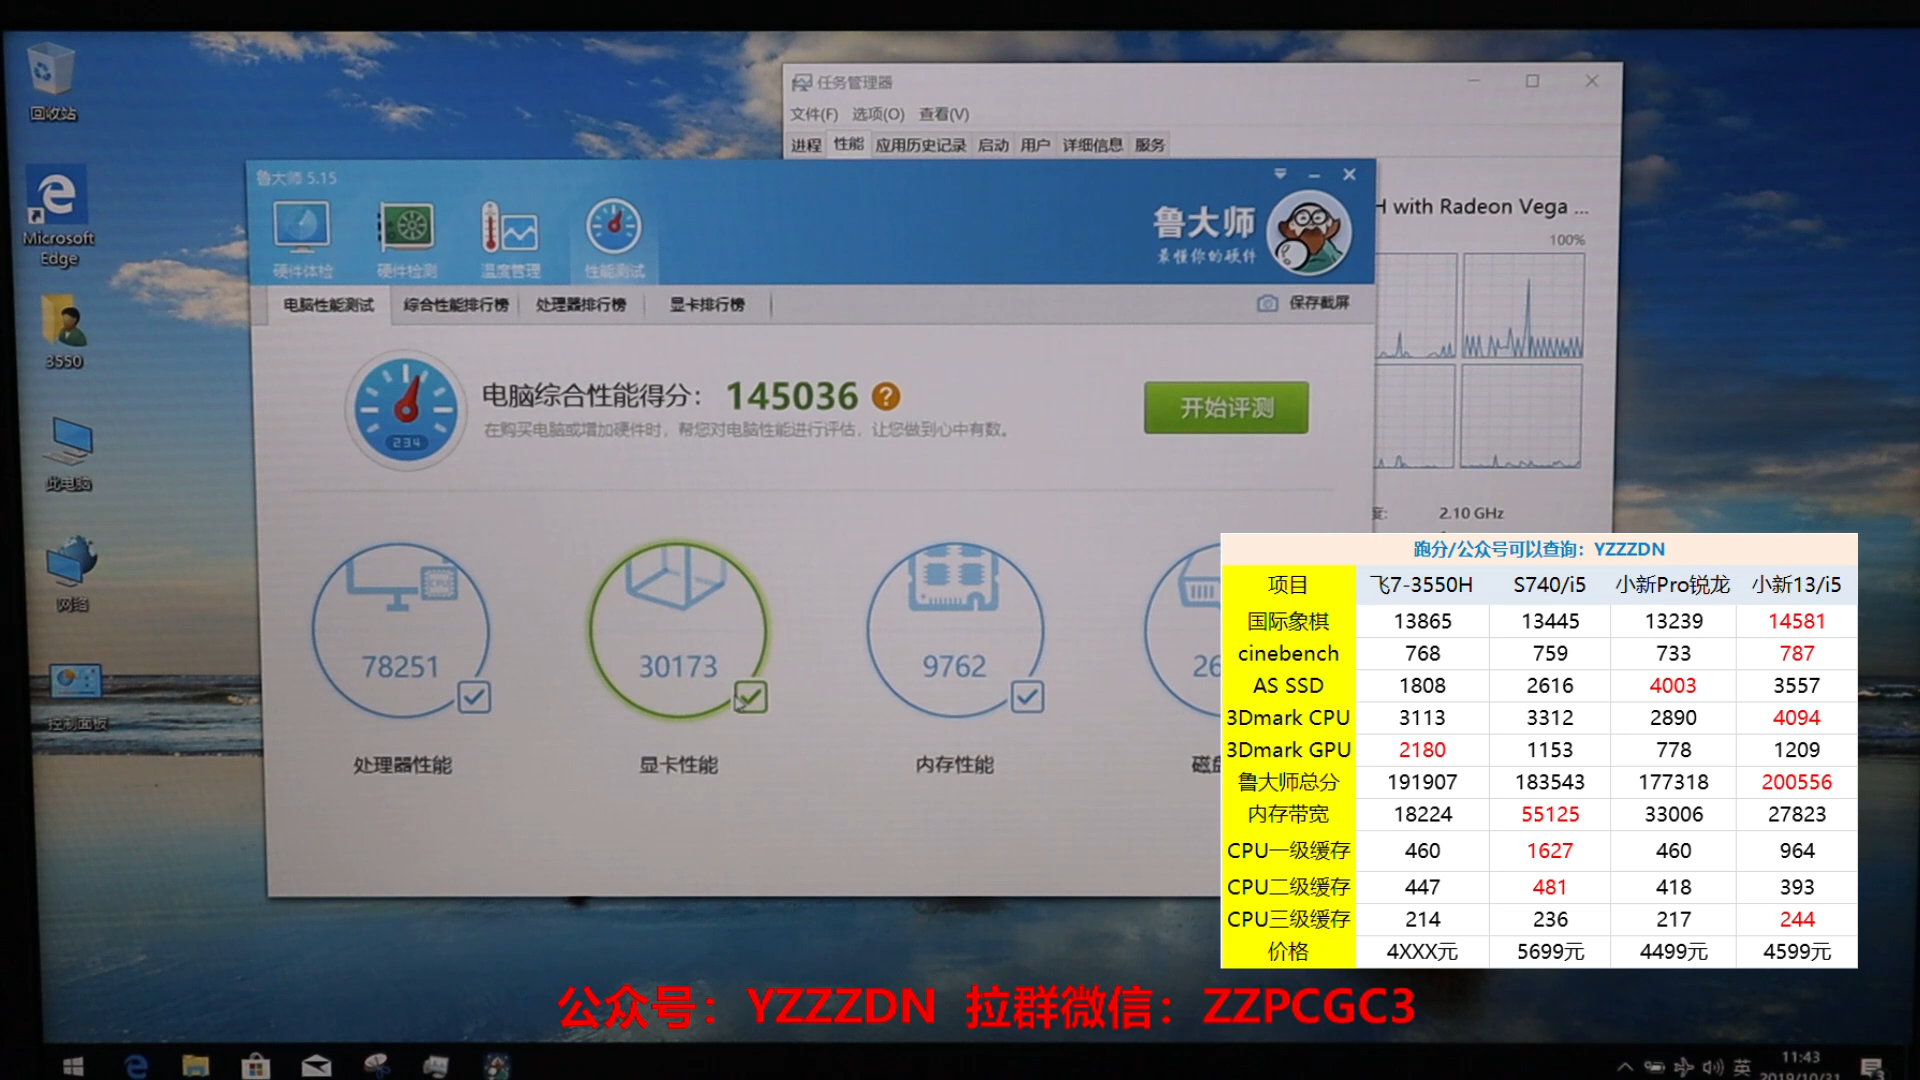 回收站
Microsoft
Edge
3550
此电脑
网络
控制面板
任务管理器
文件(F) 选项(O) 查看(V)
进程 性能 应用历史记录 启动 用户 详细信息 服务
H with Radeon Vega ...
100%
2.10 GHz
鲁大师 5.15
硬件体检 硬件检测 温度管理 性能测试
鲁大师
最懂你的硬件
电脑性能测试 综合性能排行榜 处理器排行榜 显卡排行榜 保存截屏
234
电脑综合性能得分： 145036 ?
在购买电脑或增加硬件时，帮您对电脑性能进行评估，让您做到心中有数。
开始评测
CPU
78251 30173 9762 26
处理器性能 显卡性能 内存性能
跑分/公众号可以查询：YZZZDN
项目 飞7-3550H S740/i5 小新Pro锐龙 小新13/i5
国际象棋 13865 13445 13239 14581
cinebench 768 759 733 787
AS SSD 1808 2616 4003 3557
3Dmark CPU 3113 3312 2890 4094
3Dmark GPU 2180 1153 778 1209
鲁大师总分 191907 183543 177318 200556
内存带宽 18224 55125 33006 27823
CPU一级缓存 460 1627 460 964
CPU二级缓存 447 481 418 393
CPU三级缓存 214 236 217 244
价格 4XXX元 5699元 4499元 4599元
公众号：YZZZDN 拉群微信：ZZPCGC3
英
11:43
2019/10/31